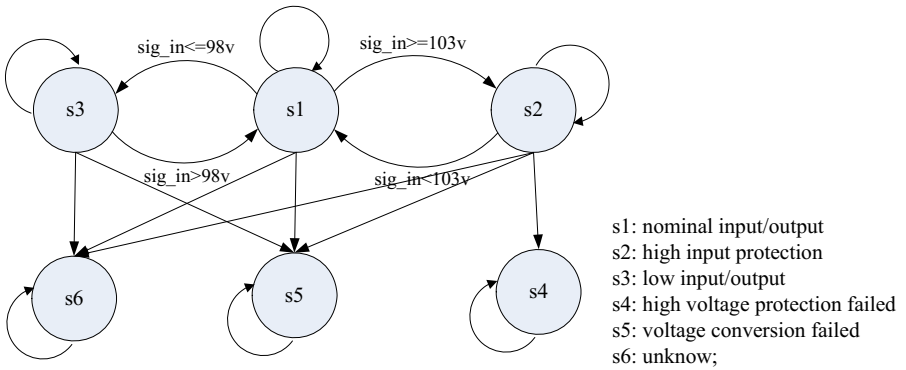 sig_in<=98v
sig_in>=103v
s3
s1
s2
sig_in>98v
sig_in<103v
s6
s5
s4
s1: nominal input/output
s2: high input protection
s3: low input/output
s4: high voltage protection failed
s5: voltage conversion failed
s6: unknow;